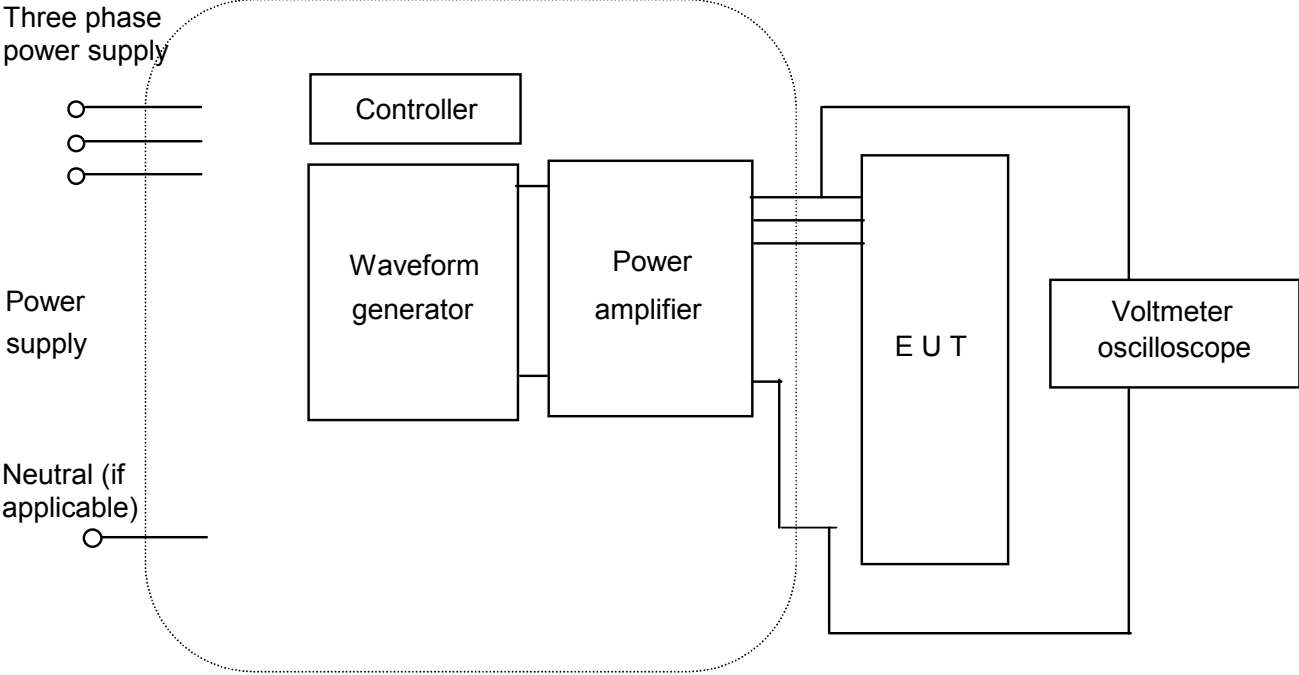 Three phase
power supply
Controller
Waveform
generator
Power
amplifier
Power
supply
E U T
Voltmeter
oscilloscope
Neutral (if
applicable)